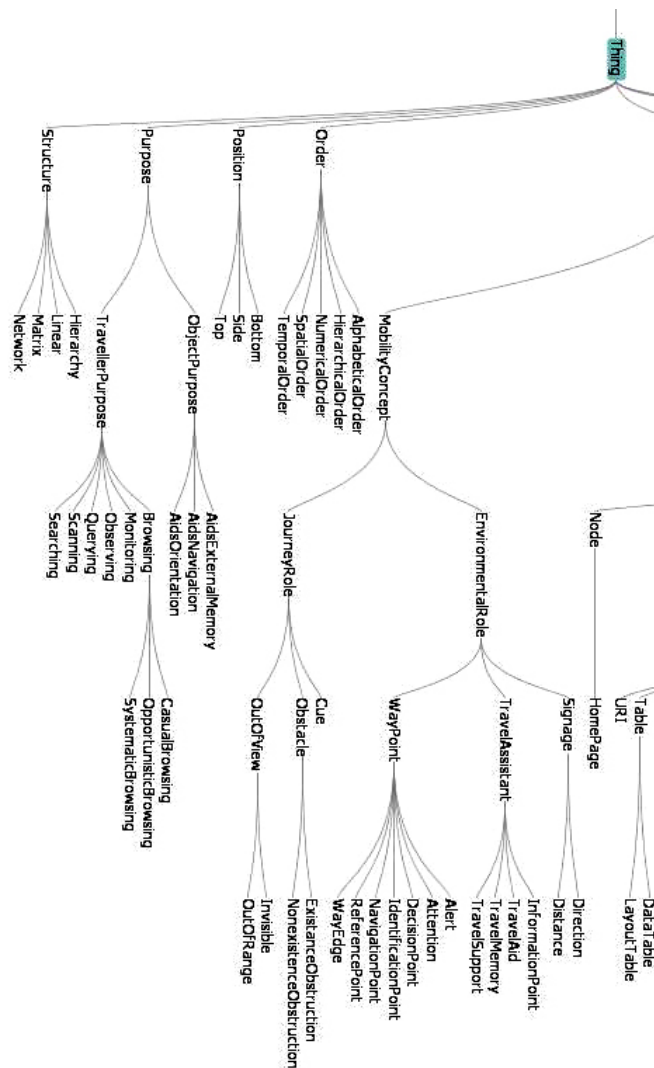 Thing
DataTable
Table
LayoutTable
URI
Node
HomePage
Direction
Signage
Distance
InformationPoint
TravelAid
TravelAssistant
TravelMemory
TravelSupport
EnvironmentalRole
Alert
Attention
DecisionPoint
WayPoint
IdentificationPoint
NavigationPoint
ReferencePoint
WayEdge
MobilityConcept
Cue
JourneyRole
Obstacle
ExistanceObstruction
NonexistenceObstruction
OutOfView
Invisible
OutOfRange
Order
AlphabeticalOrder
HierarchicalOrder
NumericalOrder
SpatialOrder
TemporalOrder
Position
Bottom
Side
Top
Purpose
ObjectPurpose
AidsExternalMemory
AidsNavigation
AidsOrientation
TravellerPurpose
Browsing
CasualBrowsing
OpportunisticBrowsing
SystematicBrowsing
Monitoring
Observing
Querying
Scanning
Searching
Structure
Hierarchy
Linear
Matrix
Network